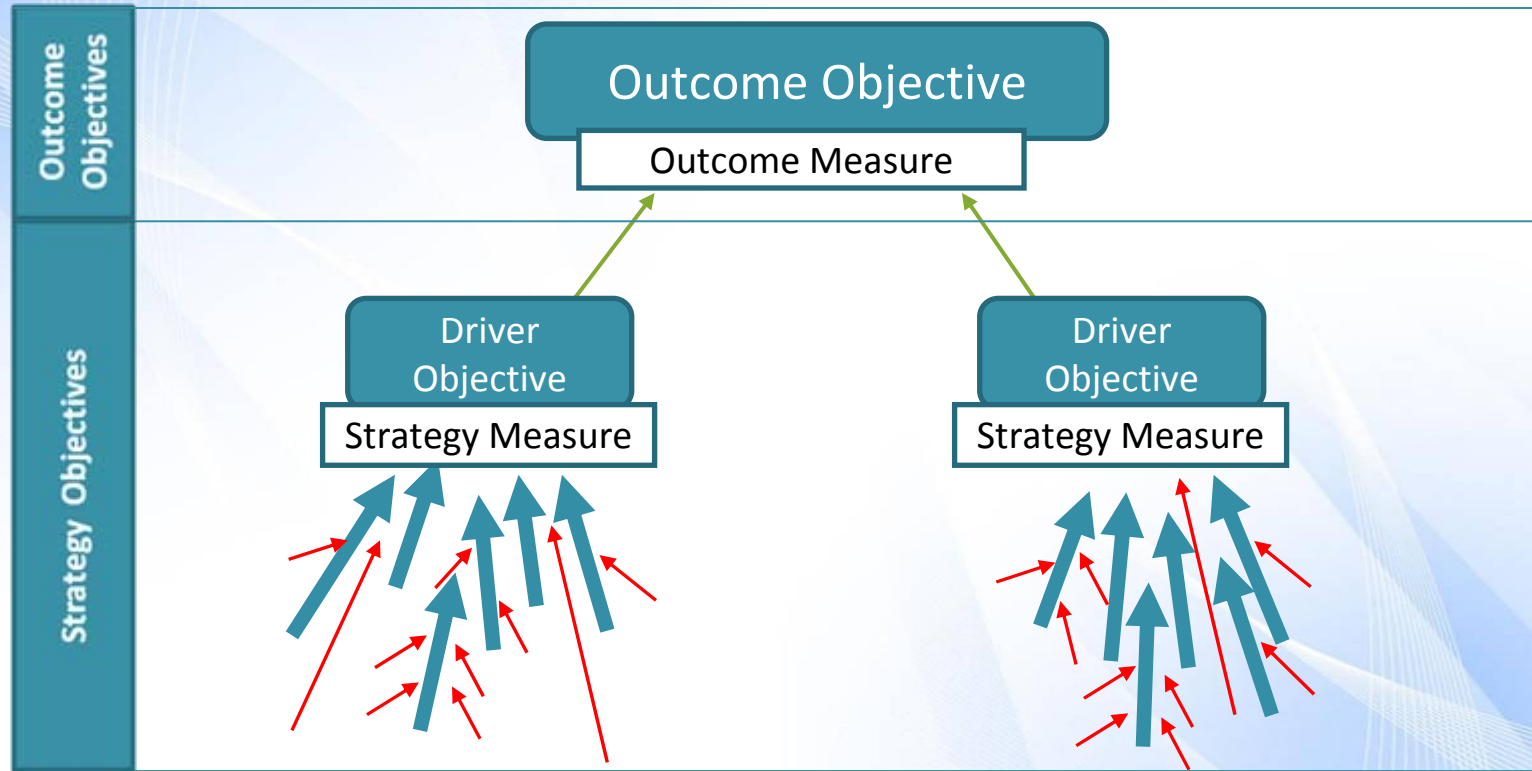 Outcome
Objectives
Outcome Objective
Outcome Measure
Strategy Objectives
Driver
Objective
Strategy Measure
Driver
Objective
Strategy Measure